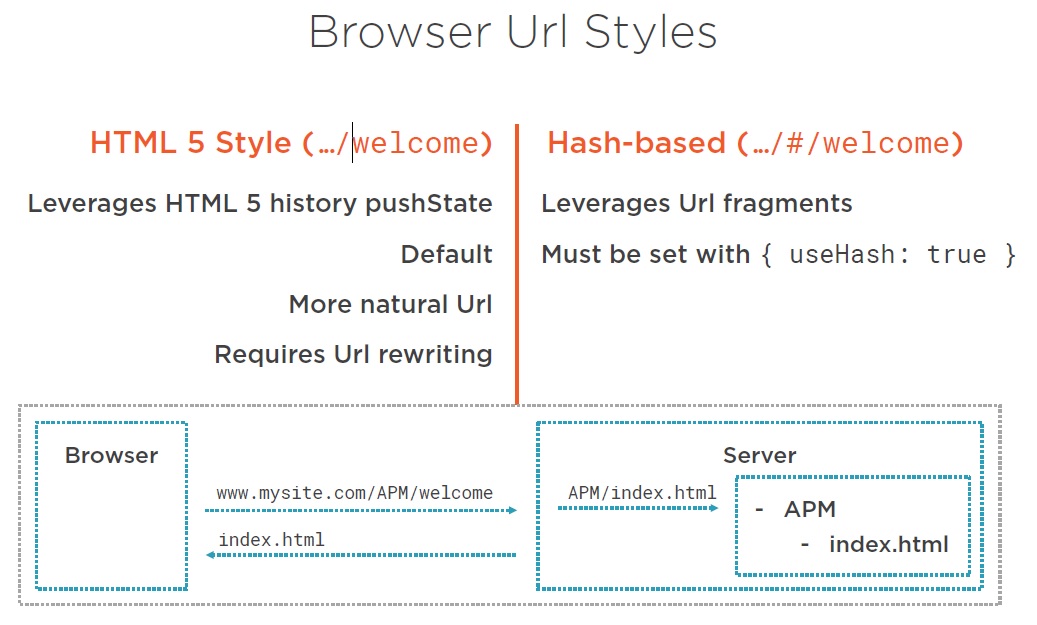 Browser Url Styles
HTML 5 Style (…/welcome)
Leverages HTML 5 history pushState
Default
More natural Url
Requires Url rewriting
Hash-based (…/#/welcome)
Leverages Url fragments
Must be set with { useHash: true }
Browser
www.mysite.com/APM/welcome
index.html
Server
APM/index.html
- APM
- index.html